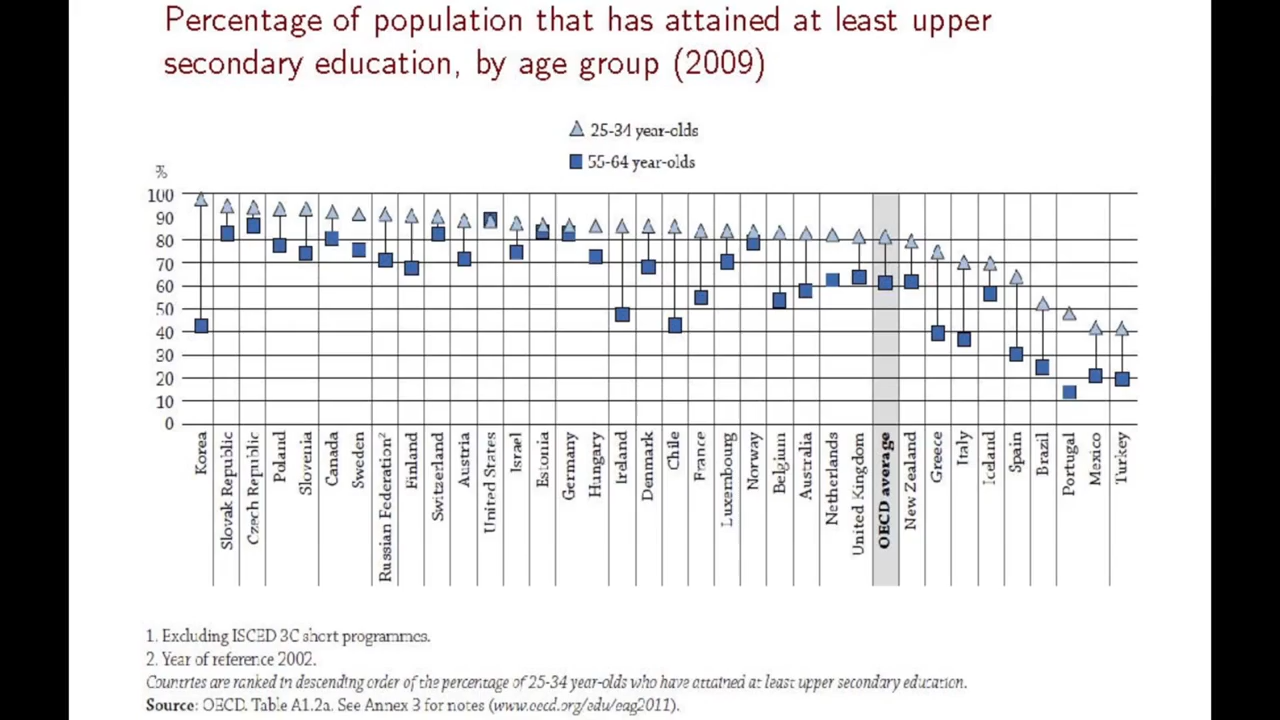 Percentage of population that has attained at least upper
secondary education, by age group (2009)
25-34 year-olds
55-64 year-olds
%
100
90
80
70
60
50
40
30
20
10
0
Korea
Slovak Republic
Czech Republic
Poland
Slovenia
Canada
Sweden
Russian Federation²
Finland
Switzerland
Austria
United States
Israel
Estonia
Germany
Hungary
Ireland
Denmark
Chile
France
Luxembourg
Norway
Belgium
Australia
Netherlands
United Kingdom
OECD average
New Zealand
Greece
Italy
Iceland
Spain
Brazil
Portugal
Mexico
Turkey
1. Excluding ISCED 3C short programmes.
2. Year of reference 2002.
Countries are ranked in descending order of the percentage of 25-34 year-olds who have attained at least upper secondary education.
Source: OECD. Table A1.2a. See Annex 3 for notes (www.oecd.org/edu/eag2011).